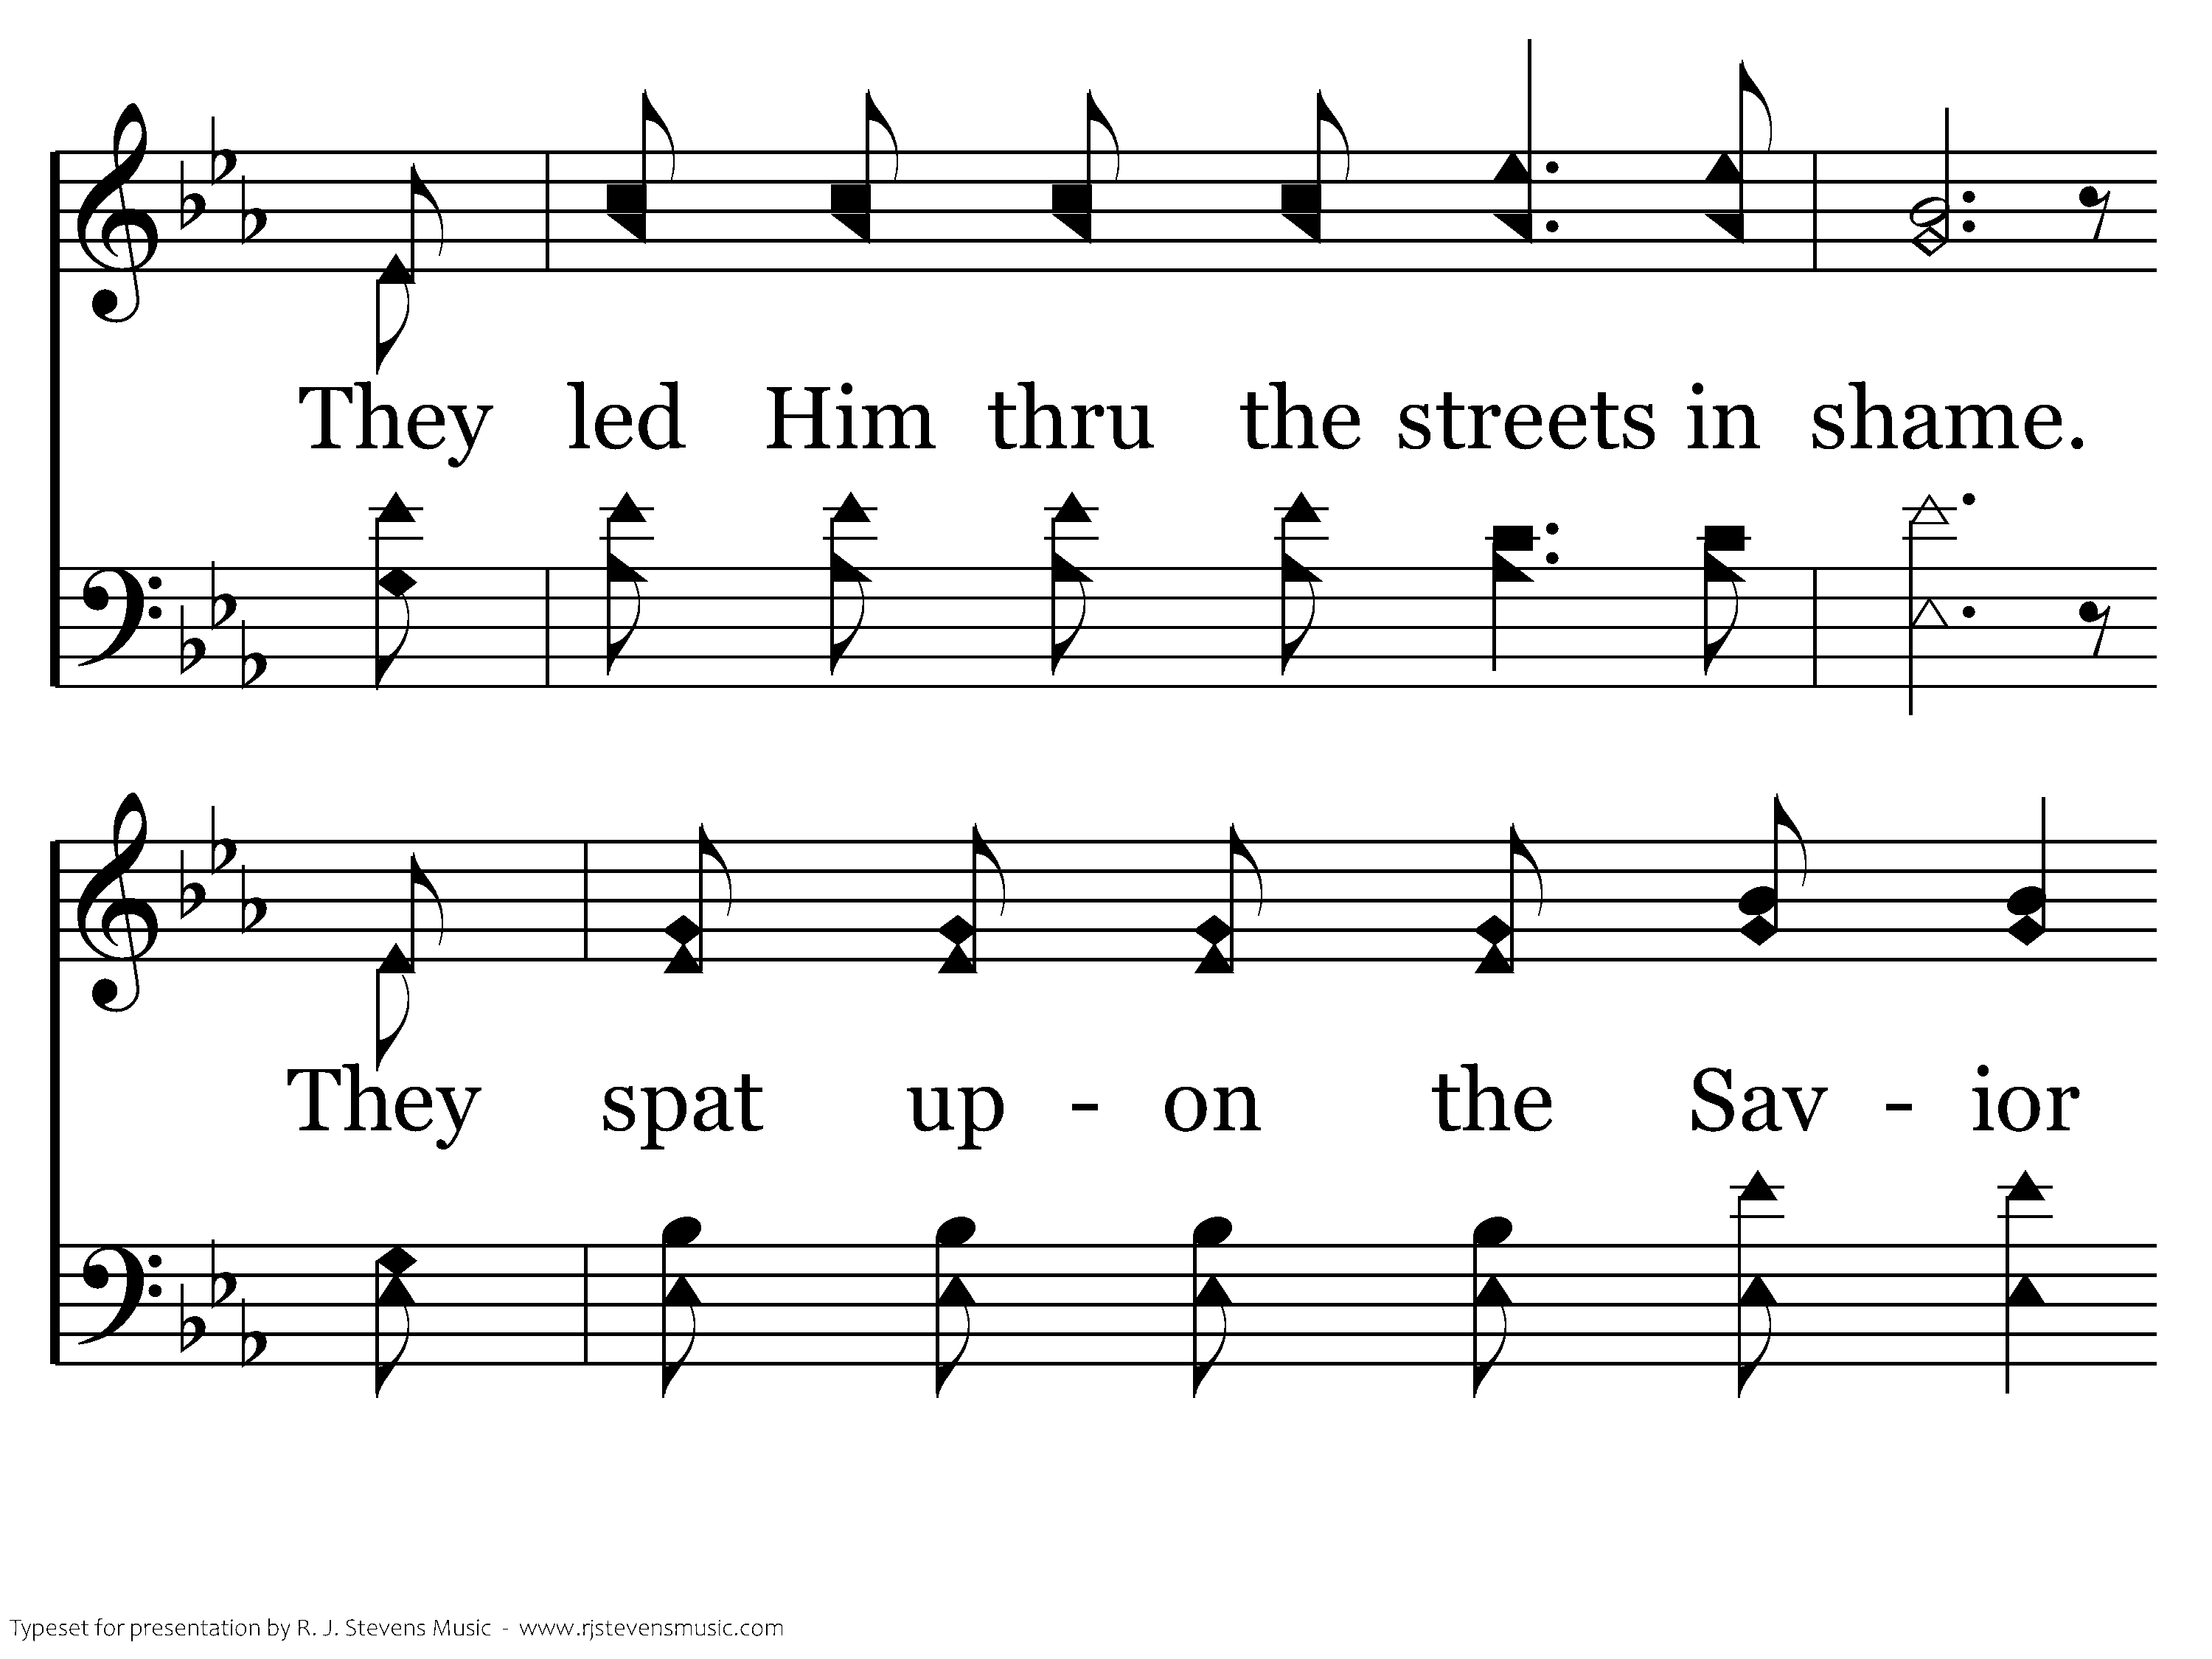 They led Him thru the streets in shame.
They spat up - on the Sav - ior
Typeset for presentation by R. J. Stevens Music - www.rjstevensmusic.com